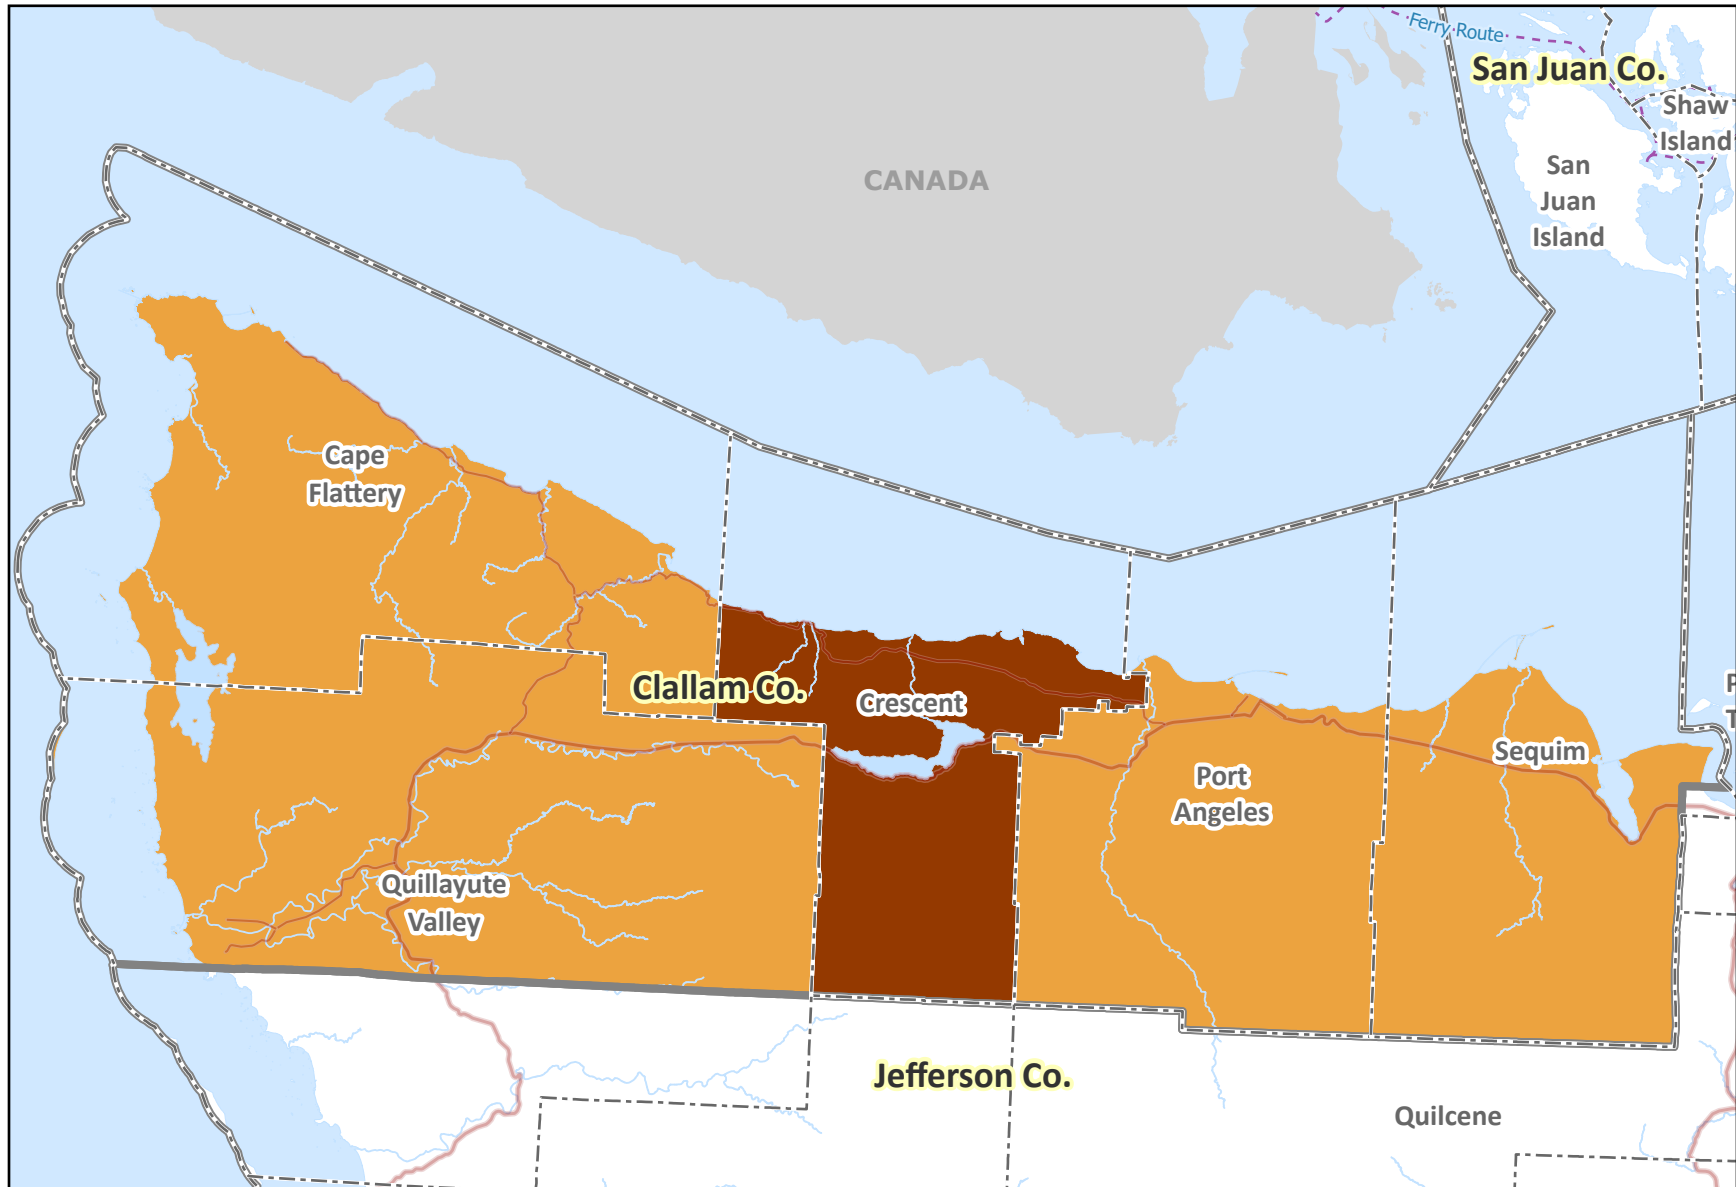 Ferry Route
San Juan Co.
Shaw
Island
San
Juan
Island
CANADA
Cape
Flattery
Clallam Co.
Crescent
Port
Angeles
Sequim
Quillayute
Valley
Jefferson Co.
Quilcene
P
T